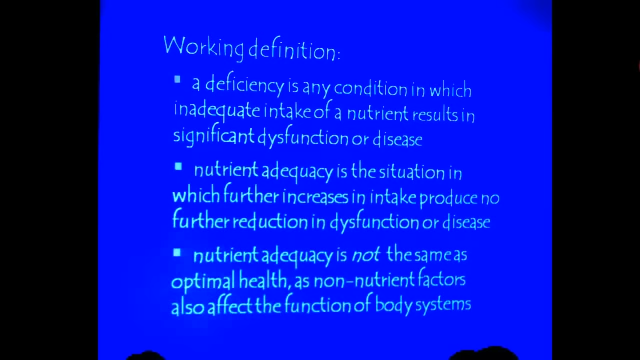 Working definition:
▪ a deficiency is any condition in which
inadequate intake of a nutrient results in
significant dysfunction or disease
▪ nutrient adequacy is the situation in
which further increases in intake produce no
further reduction in dysfunction or disease
▪ nutrient adequacy is not the same as
optimal health, as non-nutrient factors
also affect the function of body systems